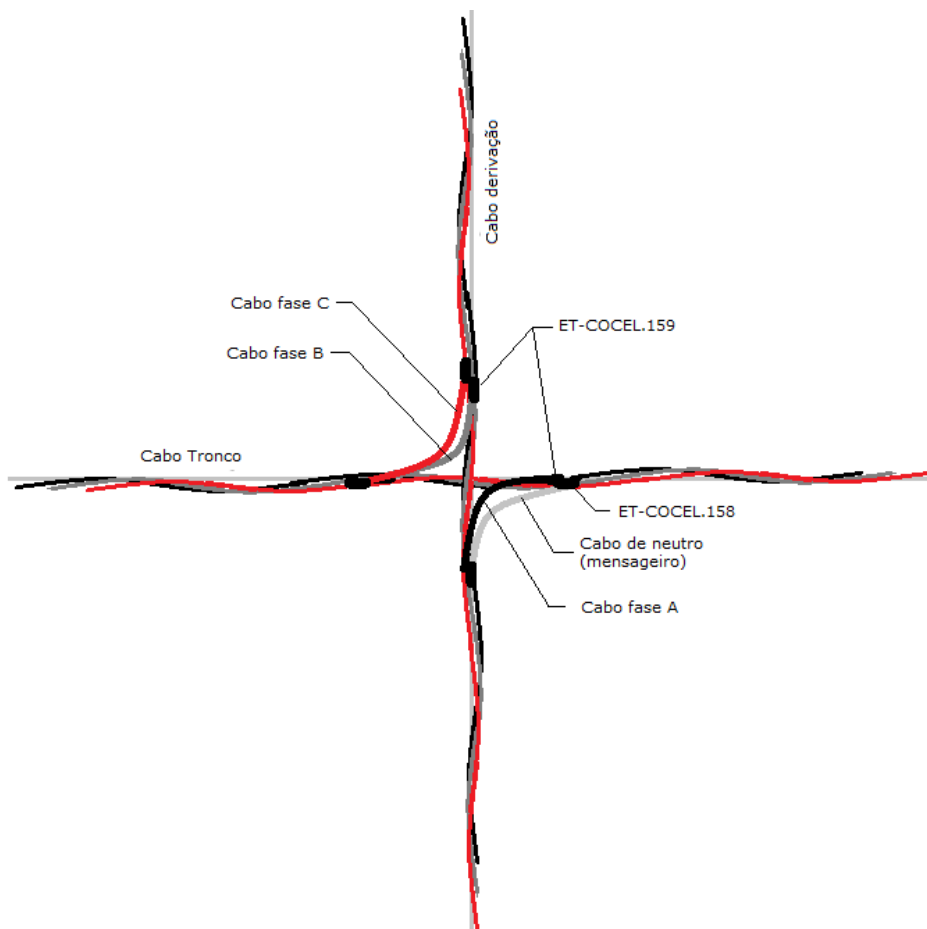 Cabo derivação
Cabo fase C
ET-COCEL.159
Cabo fase B
Cabo Tronco
ET-COCEL.158
Cabo de neutro
(mensageiro)
Cabo fase A